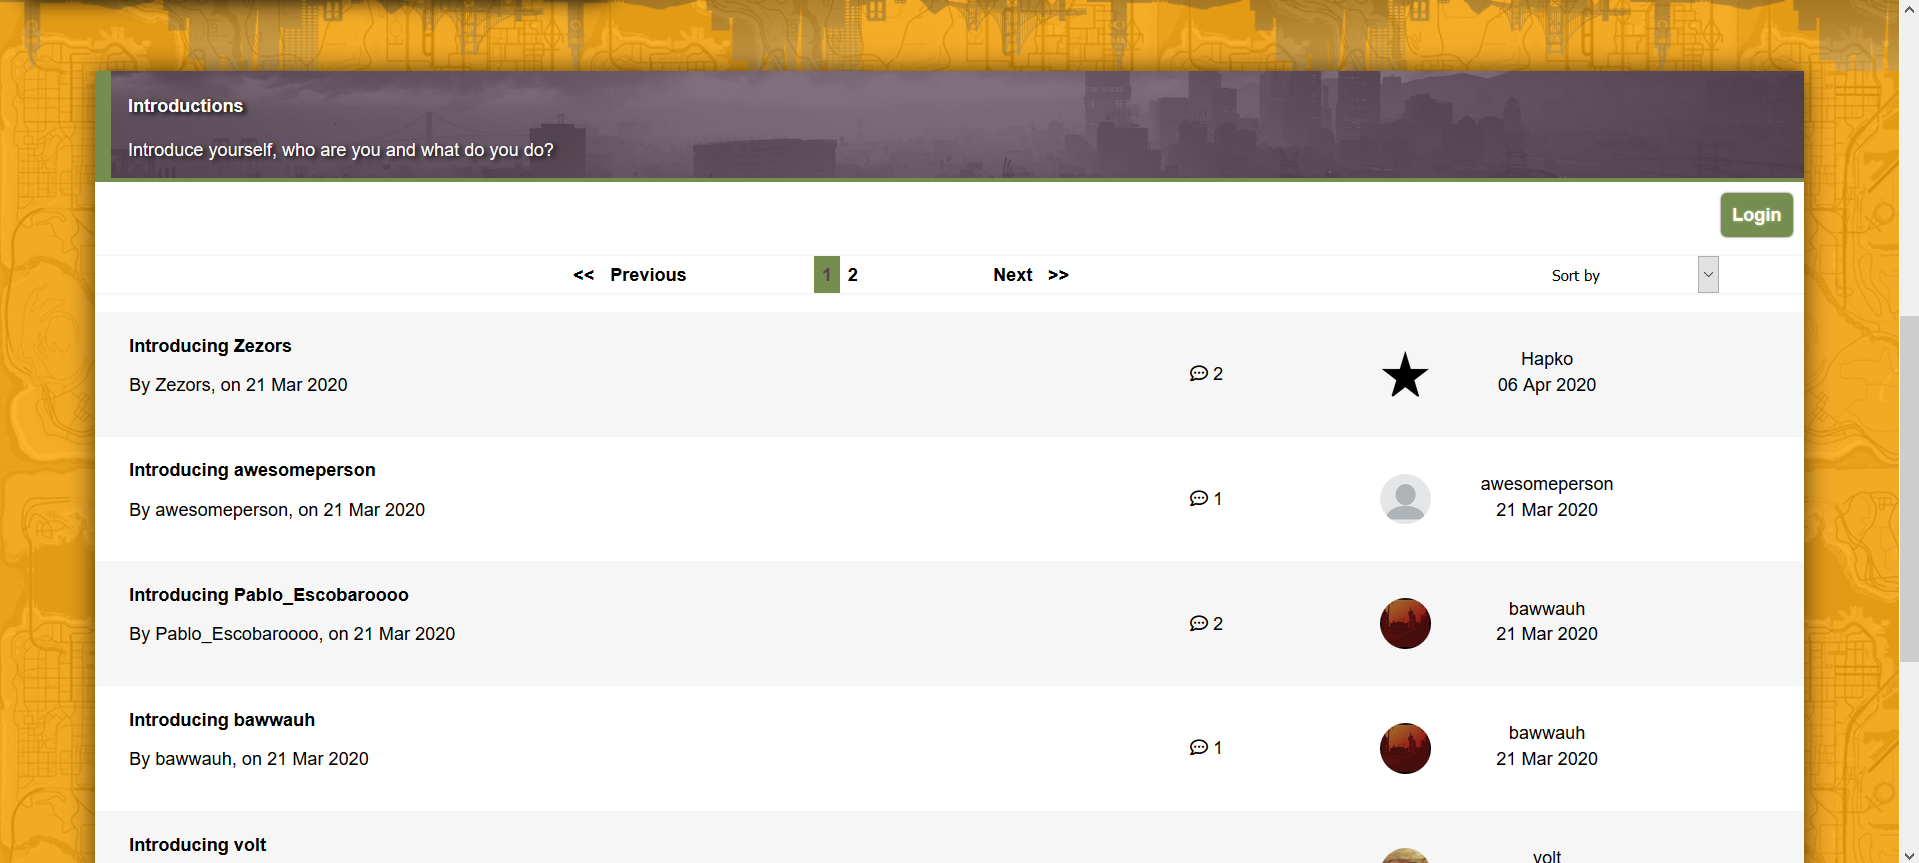 Introductions
Introduce yourself, who are you and what do you do?
Login
<< Previous 1 2 Next >> Sort by
Introducing Zezors
By Zezors, on 21 Mar 2020
2
Hapko
06 Apr 2020
Introducing awesomeperson
By awesomeperson, on 21 Mar 2020
1
awesomeperson
21 Mar 2020
Introducing Pablo_Escobaroooo
By Pablo_Escobaroooo, on 21 Mar 2020
2
bawwauh
21 Mar 2020
Introducing bawwauh
By bawwauh, on 21 Mar 2020
1
bawwauh
21 Mar 2020
Introducing volt
volt